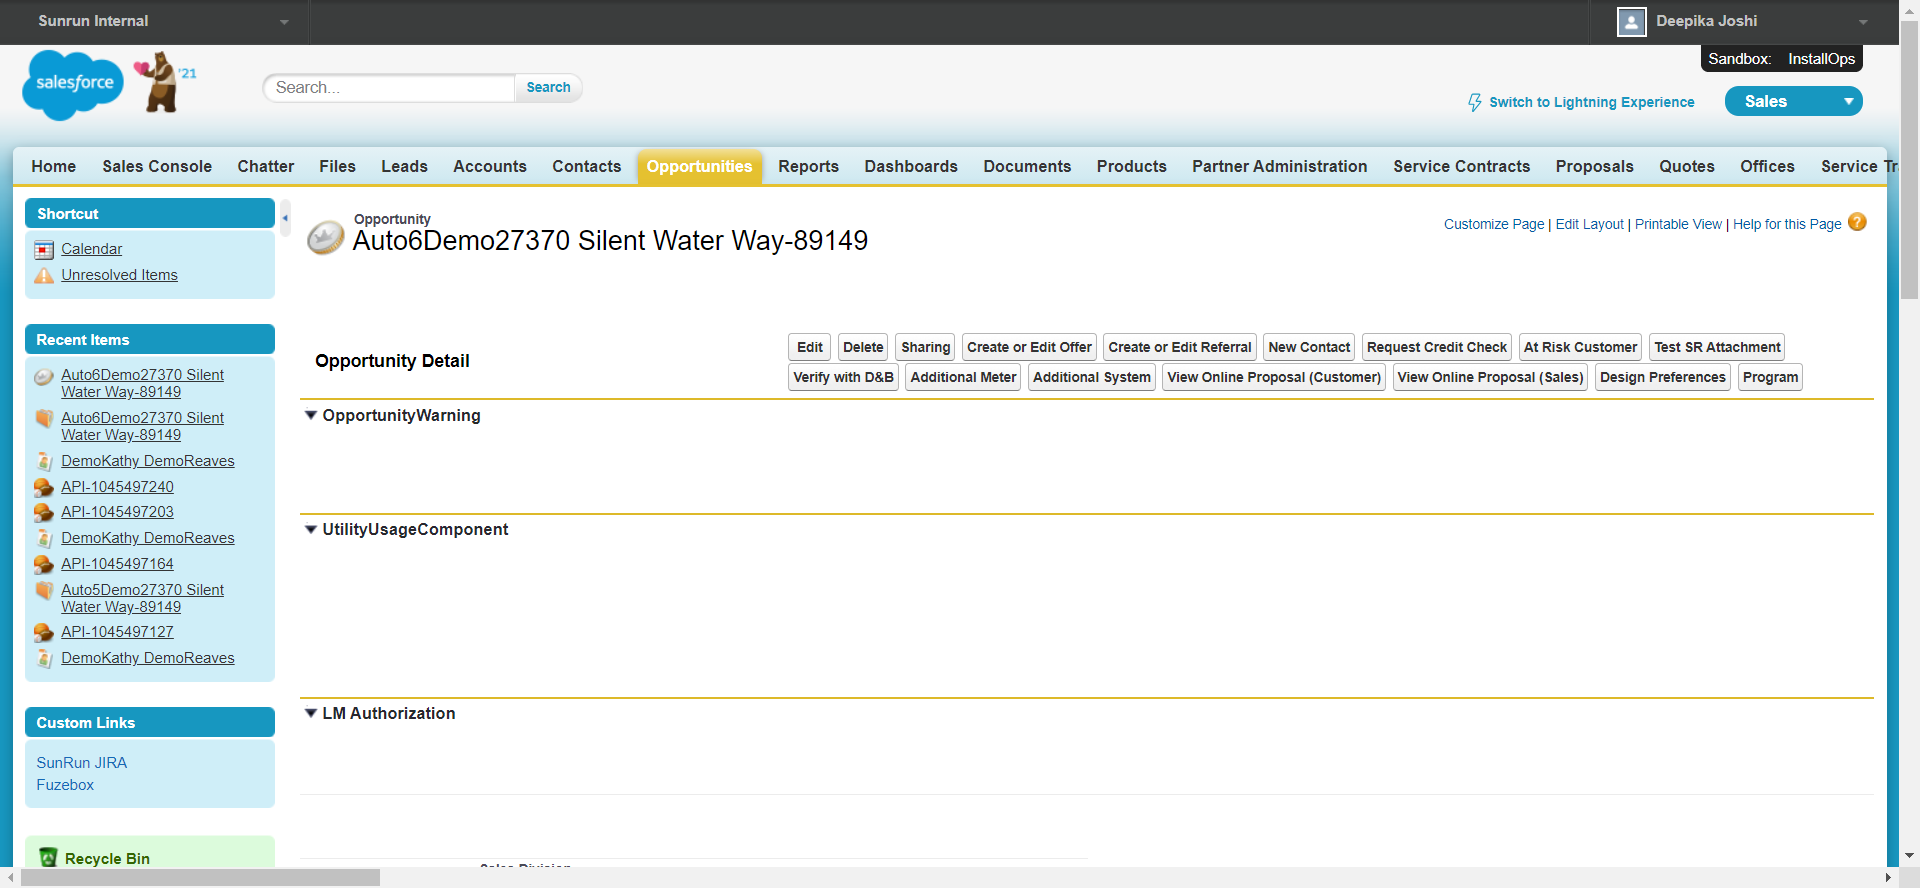 Sunrun Internal
Deepika Joshi
Sandbox: InstallOps
salesforce
'21
Search...
Search
Switch to Lightning Experience
Sales
Home Sales Console Chatter Files Leads Accounts Contacts Opportunities Reports Dashboards Documents Products Partner Administration Service Contracts Proposals Quotes Offices Service Tr
Shortcut
Calendar
Unresolved Items
Recent Items
Auto6Demo27370 Silent
Water Way-89149
Auto6Demo27370 Silent
Water Way-89149
DemoKathy DemoReaves
API-1045497240
API-1045497203
DemoKathy DemoReaves
API-1045497164
Auto5Demo27370 Silent
Water Way-89149
API-1045497127
DemoKathy DemoReaves
Custom Links
SunRun JIRA
Fuzebox
Recycle Bin
Opportunity
Auto6Demo27370 Silent Water Way-89149
Customize Page | Edit Layout | Printable View | Help for this Page ?
Opportunity Detail
Edit Delete Sharing Create or Edit Offer Create or Edit Referral New Contact Request Credit Check At Risk Customer Test SR Attachment
Verify with D&B Additional Meter Additional System View Online Proposal (Customer) View Online Proposal (Sales) Design Preferences Program
OpportunityWarning
UtilityUsageComponent
LM Authorization
Sales Division